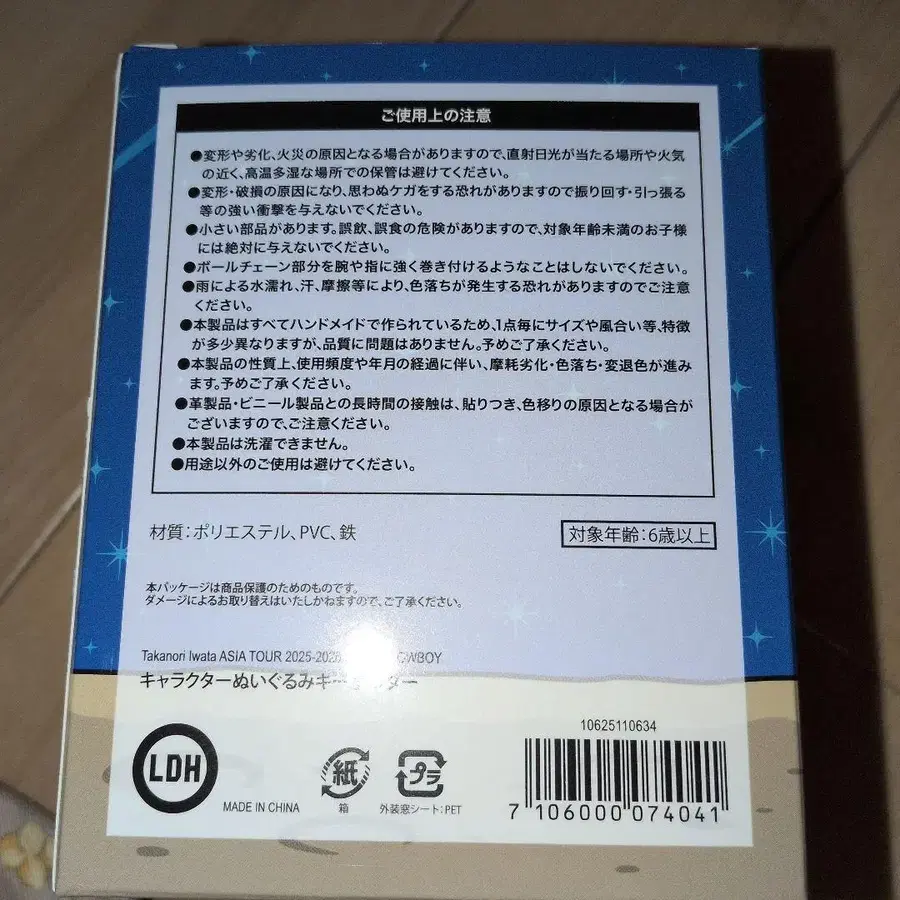 ご使用上の注意
●変形や劣化、火災の原因となる場合がありますので、直射日光が当たる場所や火気
の近く、高温多湿な場所での保管は避けてください。
●変形・破損の原因になり、思わぬケガをする恐れがありますので振り回す・引っ張る
等の強い衝撃を与えないでください。
●小さい部品があります。誤飲、誤食の危険がありますので、対象年齢未満のお子様
には絶対に与えないでください。
●ボールチェーン部分を腕や指に強く巻き付けるようなことはしないでください。
●雨による水濡れ、汗、摩擦等により、色落ちが発生する恐れがありますのでご注意
ください。
●本製品はすべてハンドメイドで作られているため、1点毎にサイズや風合い等、特徴
が多少異なりますが、品質に問題はありません。予めご了承ください。
●本製品の性質上、使用頻度や年月の経過に伴い、摩耗劣化・色落ち・変退色が進み
ます。予めご了承ください。
●革製品・ビニール製品との長時間の接触は、貼りつき、色移りの原因となる場合が
ございますので、ご注意ください。
●本製品は洗濯できません。
●用途以外のご使用は避けてください。
材質：ポリエステル、PVC、鉄
対象年齢：6歳以上
本パッケージは商品保護のためのものです。
ダメージによるお取り替えはいたしかねますので、ご了承ください。
Takanori Iwata ASIA TOUR 2025-202
WBOY
キャラクターぬいぐるみキー
ー
LDH
MADE IN CHINA
紙
箱
プラ
外装窓シート：PET
10625110634
7 106000 074041